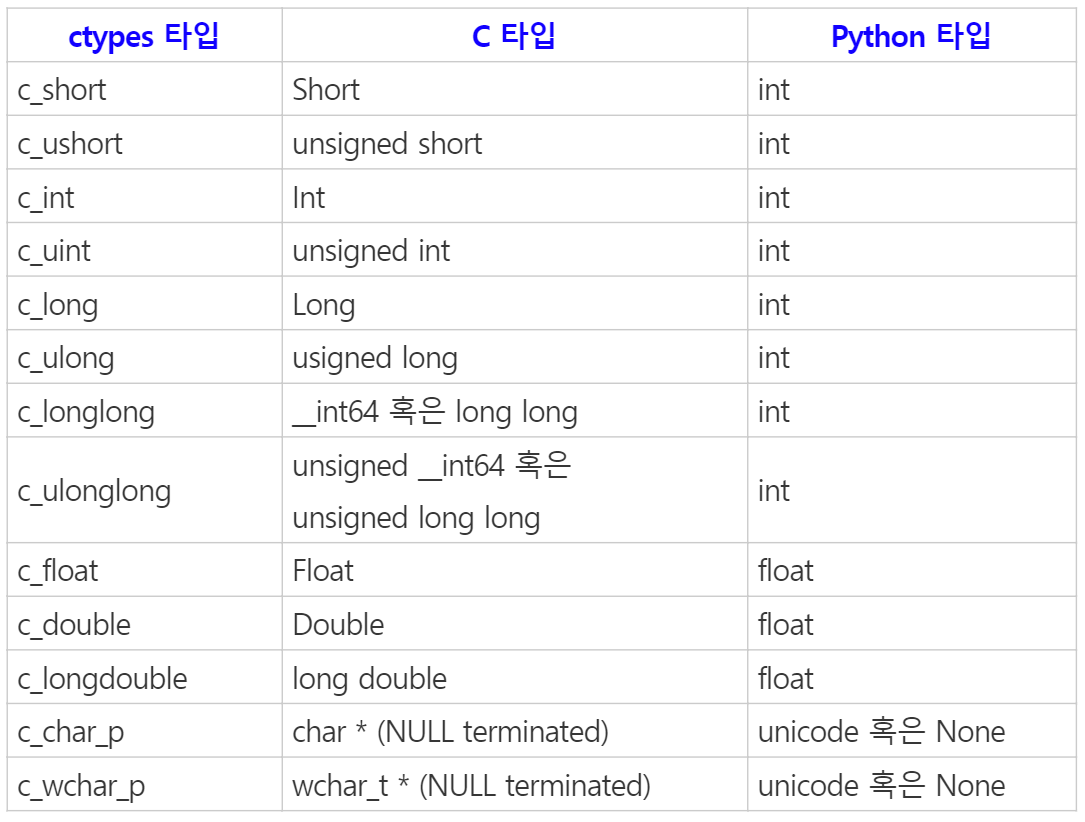 ctypes 타입 C 타입 Python 타입
c_short Short int
c_ushort unsigned short int
c_int Int int
c_uint unsigned int int
c_long Long int
c_ulong usigned long int
c_longlong __int64 혹은 long long int
c_ulonglong unsigned __int64 혹은 int
unsigned long long
c_float Float float
c_double Double float
c_longdouble long double float
c_char_p char * (NULL terminated) unicode 혹은 None
c_wchar_p wchar_t * (NULL terminated) unicode 혹은 None